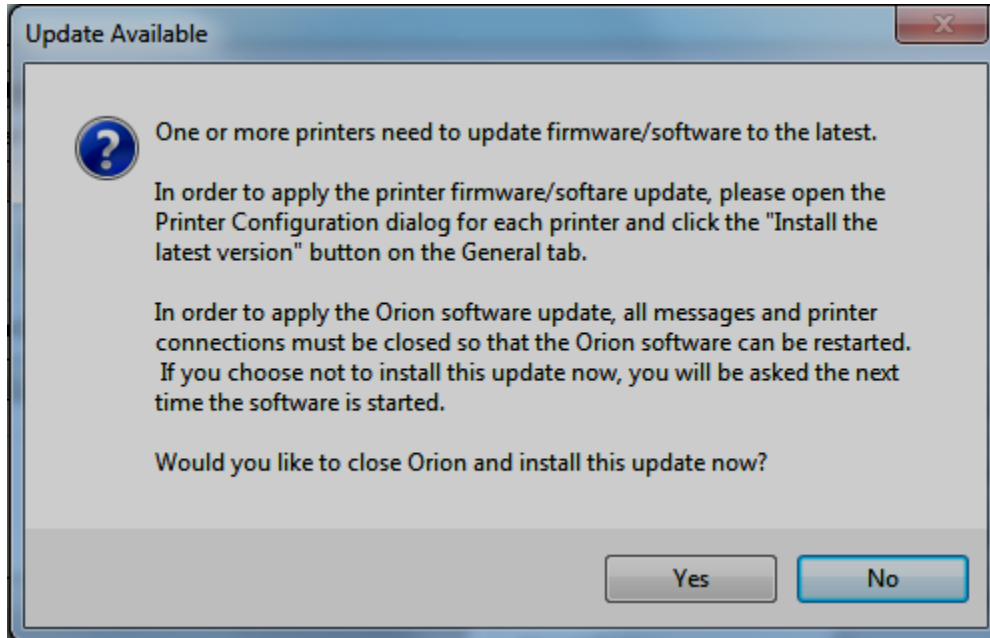 Update Available
One or more printers need to update firmware/software to the latest.
In order to apply the printer firmware/softare update, please open the
Printer Configuration dialog for each printer and click the "Install the
latest version" button on the General tab.
In order to apply the Orion software update, all messages and printer
connections must be closed so that the Orion software can be restarted.
If you choose not to install this update now, you will be asked the next
time the software is started.
Would you like to close Orion and install this update now?
Yes
No